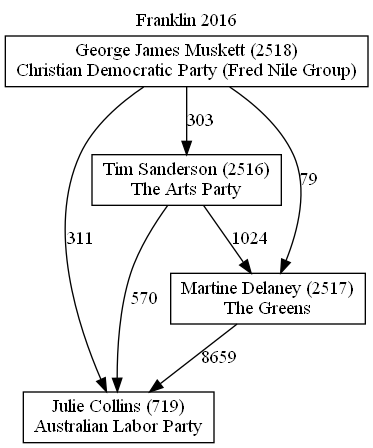 Franklin 2016
George James Muskett (2518)
Christian Democratic Party (Fred Nile Group)
303
Tim Sanderson (2516)
The Arts Party
79
311
570
1024
Martine Delaney (2517)
The Greens
8659
Julie Collins (719)
Australian Labor Party